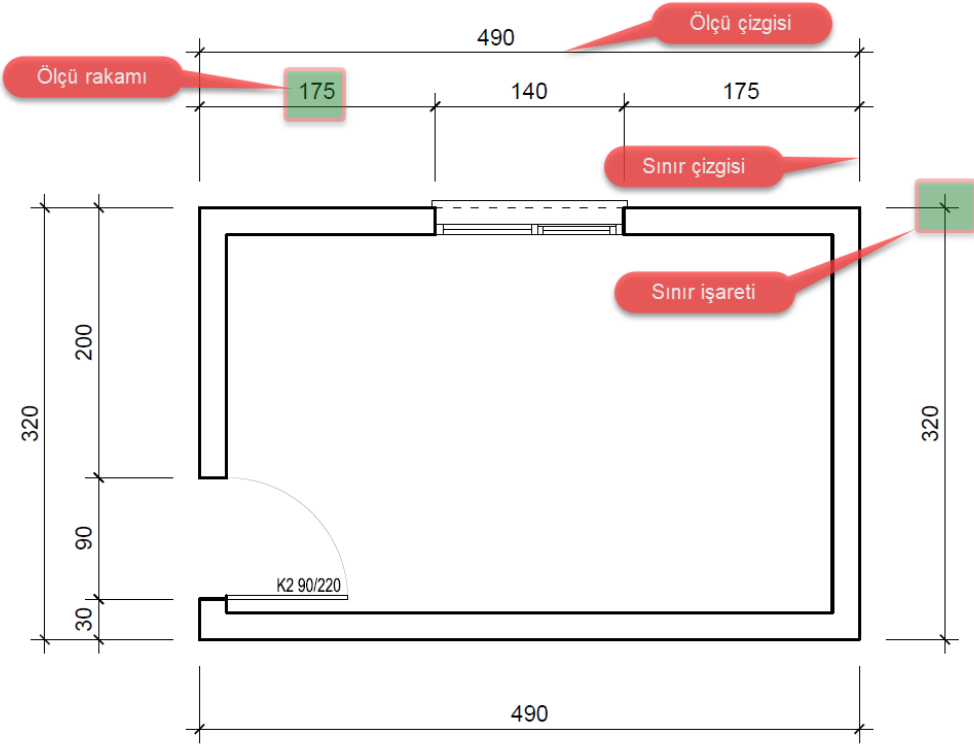 Ölçü çizgisi
490
Ölçü rakamı
175
140
175
Sınır çizgisi
Sınır işareti
200
320
320
90
K2 90/220
30
490